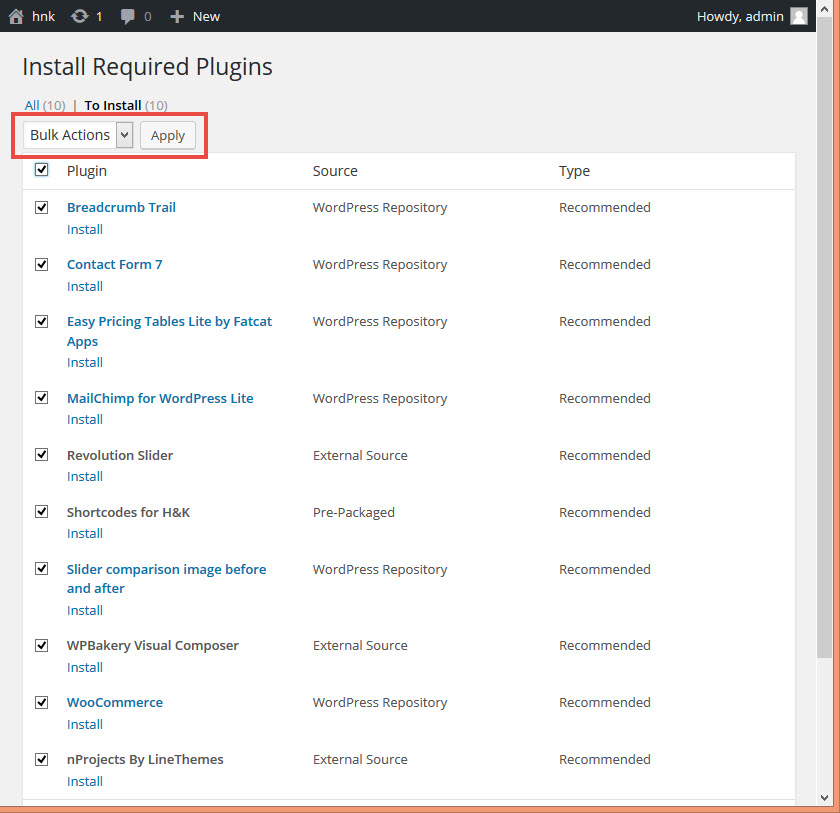 hnk 1 0 New Howdy, admin
Install Required Plugins
All (10) | To Install (10)
Bulk Actions Apply
Plugin Source Type
Breadcrumb Trail WordPress Repository Recommended
Install
Contact Form 7 WordPress Repository Recommended
Install
Easy Pricing Tables Lite by Fatcat WordPress Repository Recommended
Apps
Install
MailChimp for WordPress Lite WordPress Repository Recommended
Install
Revolution Slider External Source Recommended
Install
Shortcodes for H&K Pre-Packaged Recommended
Install
Slider comparison image before WordPress Repository Recommended
and after
Install
WPBakery Visual Composer External Source Recommended
Install
WooCommerce WordPress Repository Recommended
Install
nProjects By LineThemes External Source Recommended
Install